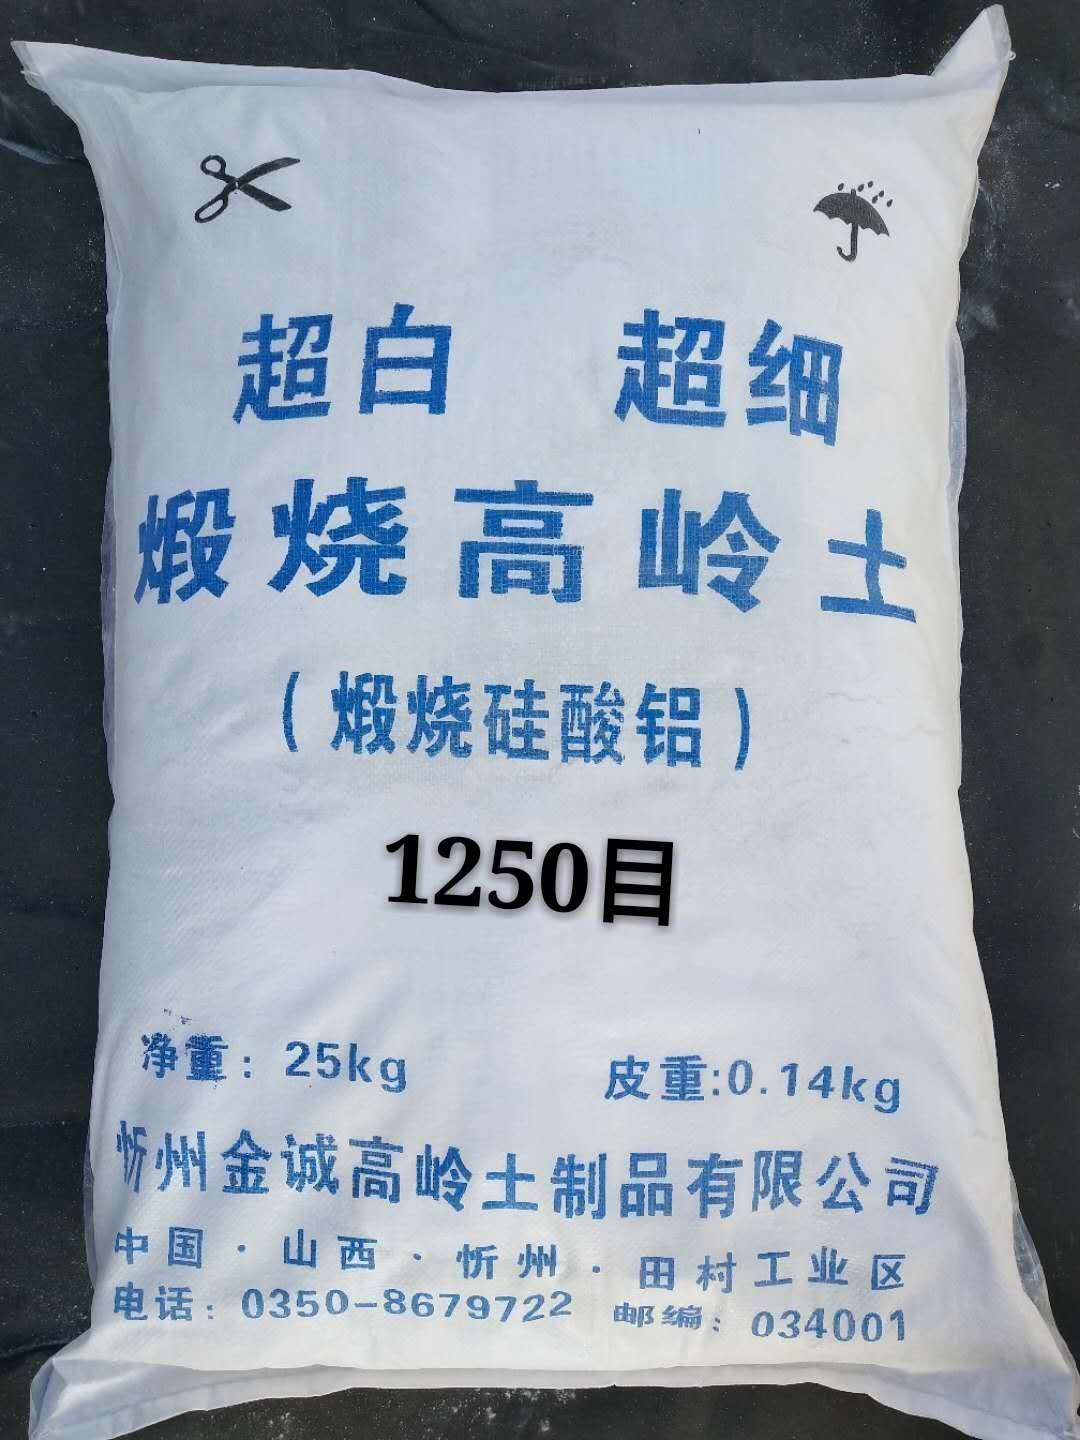 超白 超细
煅烧高岭土
（煅烧硅酸铝）
1250目
净重：25kg 皮重:0.14kg
忻州金诚高岭土制品有限公司
中国·山西·忻州·田村工业区
电话：0350-8679722 邮编：034001